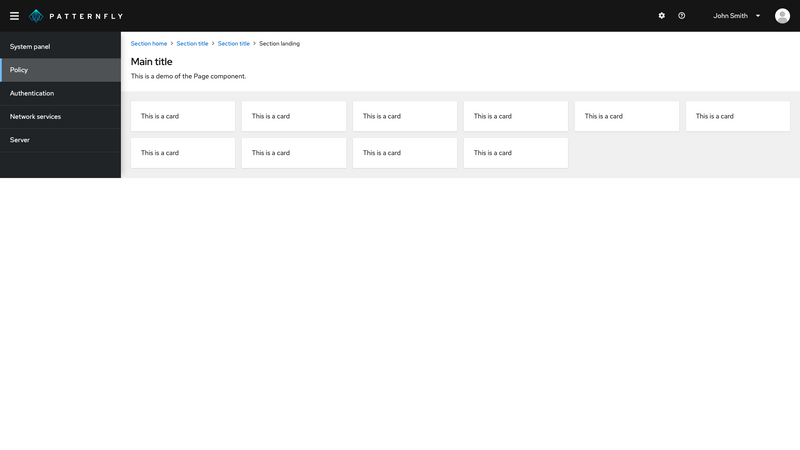 PATTERNFLY
John Smith
System panel
Policy
Authentication
Network services
Server
Section home > Section title > Section title > Section landing
Main title
This is a demo of the Page component.
This is a card This is a card This is a card This is a card This is a card This is a card
This is a card This is a card This is a card This is a card